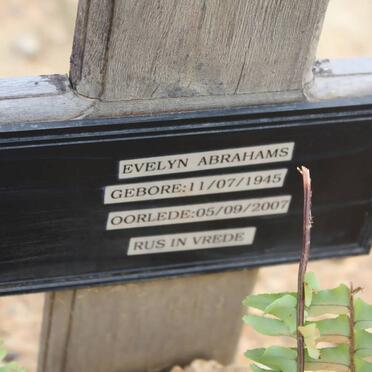 EVELYN ABRAHAMS
GEBORE:11/07/1945
OORLEDE:05/09/2007
RUS IN VREDE